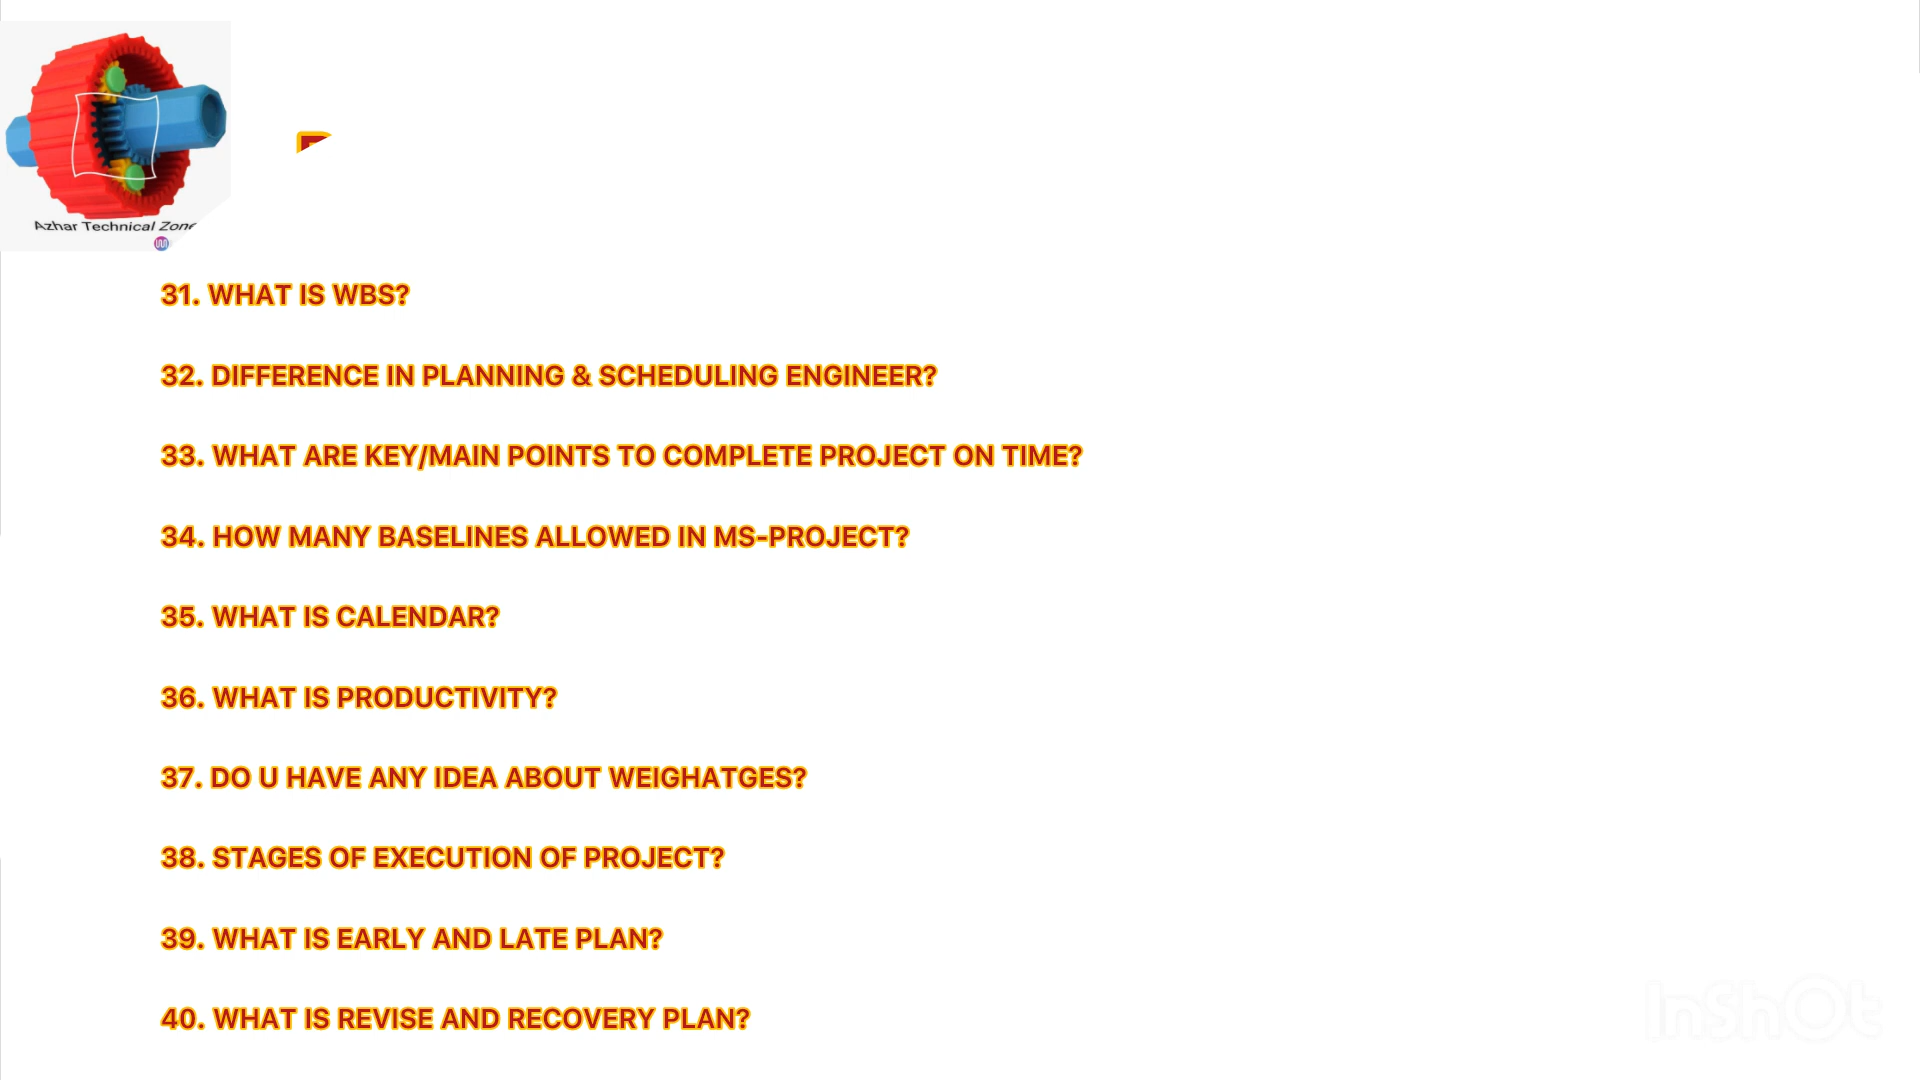 Azhar Technical Zone
31. WHAT IS WBS?
32. DIFFERENCE IN PLANNING & SCHEDULING ENGINEER?
33. WHAT ARE KEY/MAIN POINTS TO COMPLETE PROJECT ON TIME?
34. HOW MANY BASELINES ALLOWED IN MS-PROJECT?
35. WHAT IS CALENDAR?
36. WHAT IS PRODUCTIVITY?
37. DO U HAVE ANY IDEA ABOUT WEIGHATGES?
38. STAGES OF EXECUTION OF PROJECT?
39. WHAT IS EARLY AND LATE PLAN?
40. WHAT IS REVISE AND RECOVERY PLAN?
InShOt